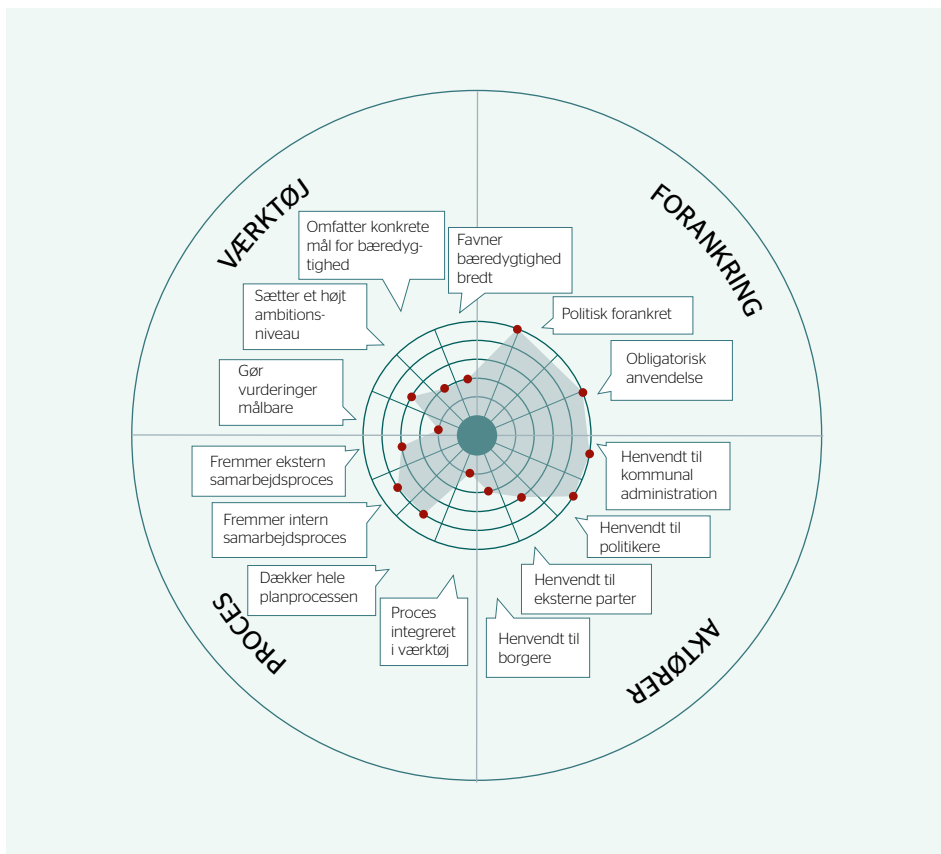 VÆRKTØJ
FORANKRING
Omfatter konkrete
mål for bæredyg-
tighed
Favner
bæredygtighed
bredt
Sætter et højt
ambitions-
niveau
Politisk forankret
Obligatorisk
anvendelse
Gør
vurderinger
målbare
Fremmer ekstern
samarbejdsproces
Henvendt til
kommunal
administration
Fremmer intern
samarbejdsproces
Henvendt til
politikere
Dækker hele
planprocessen
Henvendt til
eksterne parter
Proces
integreret
i værktøj
Henvendt til
borgere
PROCES
AKTØRER